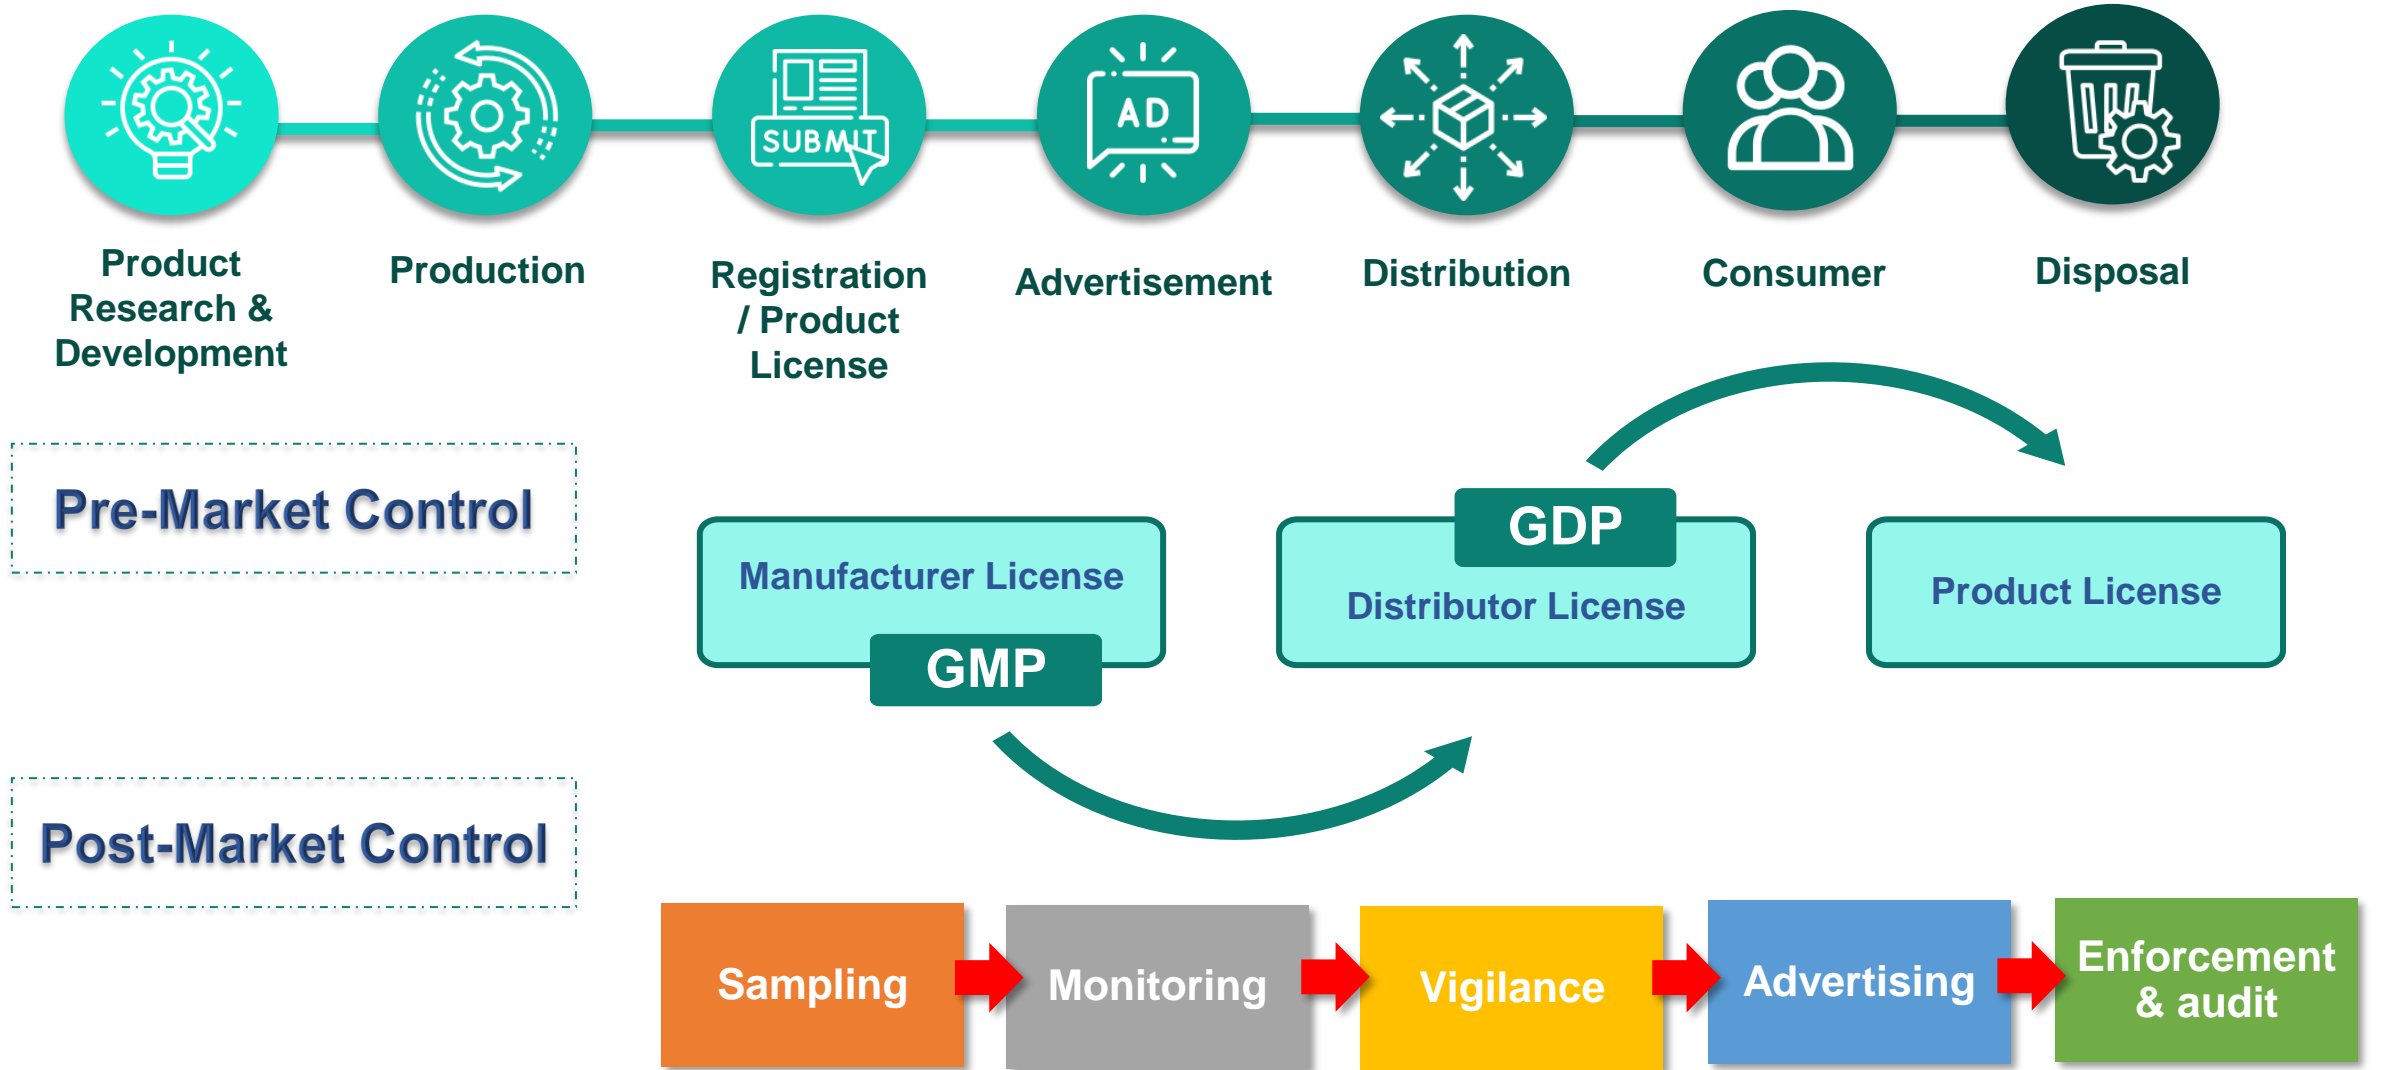 SUBMIT
AD
Product
Research &
Development
Production
Registration
/ Product
License
Advertisement
Distribution
Consumer
Disposal
Pre-Market Control
Manufacturer License
GMP
GDP
Distributor License
Product License
Post-Market Control
Sampling
Monitoring
Vigilance
Advertising
Enforcement
& audit